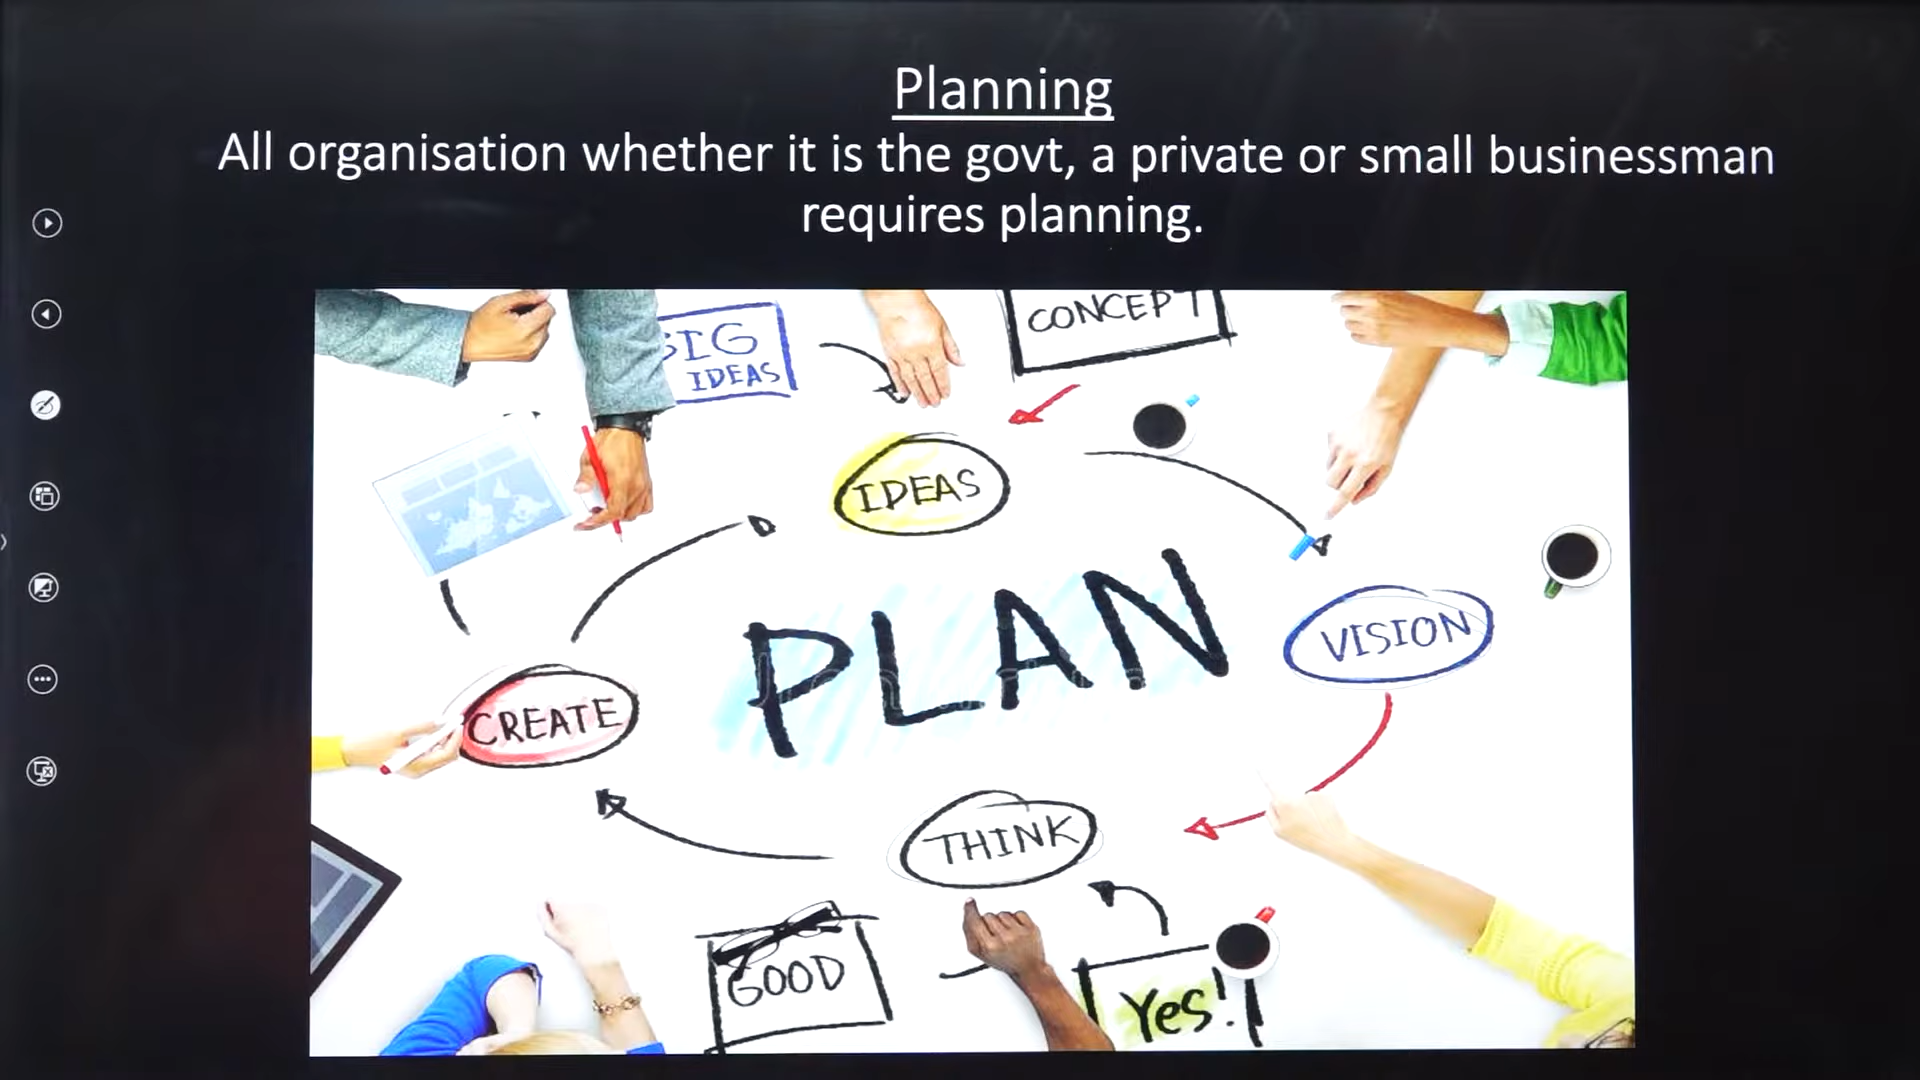 Planning
All organisation whether it is the govt, a private or small businessman
requires planning.
BIG
IDEAS
CONCEPT
IDEAS
PLAN
VISION
CREATE
THINK
GOOD
Yes!